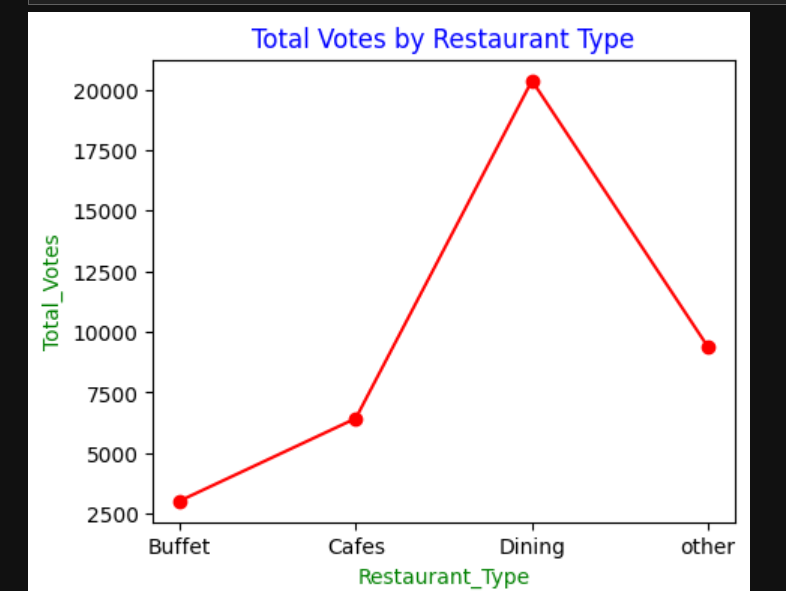 Total Votes by Restaurant Type
20000
17500
15000
12500
10000
7500
5000
2500
Total_Votes
Buffet Cafes Dining other
Restaurant_Type